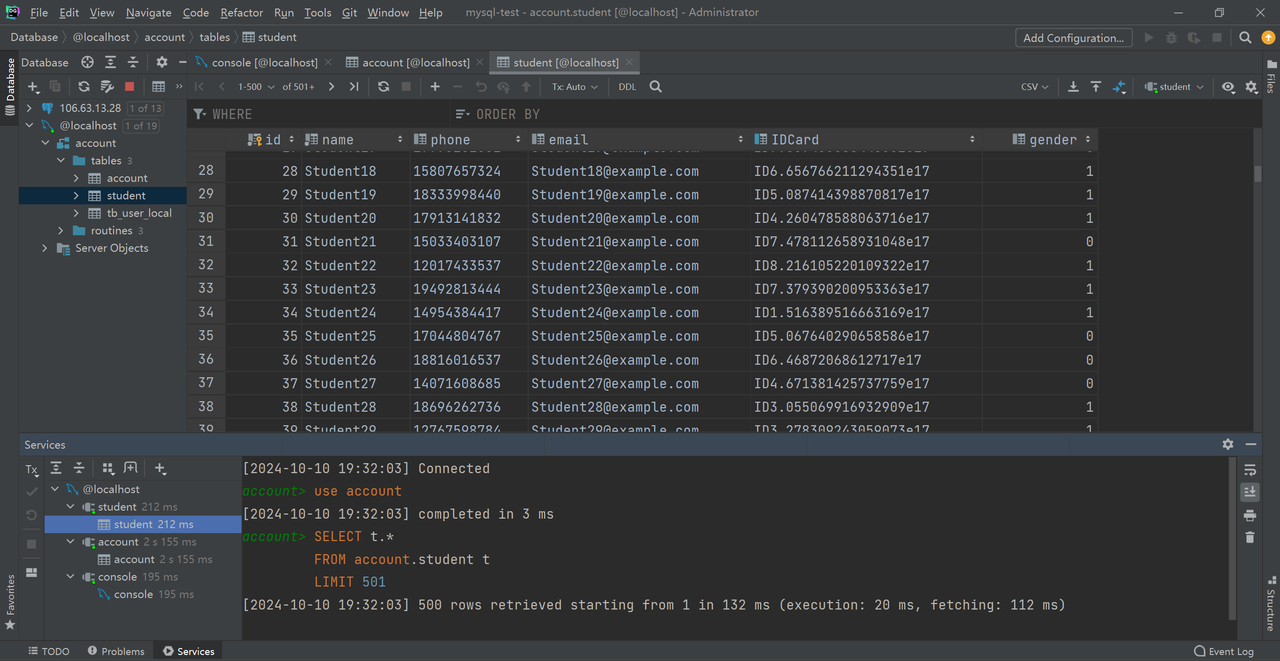 File Edit View Navigate Code Refactor Run Tools Git Window Help mysql-test - account.student [@localhost] - Administrator
Database @localhost account tables student Add Configuration...
Database console [@localhost] account [@localhost] student [@localhost]
1-500 of 501+ Tx: Auto DDL CSV student
106.63.13.28 1 of 13
@localhost 1 of 19
account
tables 3
account
student
tb_user_local
routines 3
Server Objects
WHERE ORDER BY
id name phone email IDCard gender
28 28 Student18 15807657324 Student18@example.com ID6.656766211294351e17 1
29 29 Student19 18333998440 Student19@example.com ID5.087414398870817e17 1
30 30 Student20 17913141832 Student20@example.com ID4.260478588063716e17 1
31 31 Student21 15033403107 Student21@example.com ID7.478112658931048e17 0
32 32 Student22 12017433537 Student22@example.com ID8.216105220109322e17 1
33 33 Student23 19492813444 Student23@example.com ID7.379390200953363e17 1
34 34 Student24 14954384417 Student24@example.com ID1.516389516663169e17 1
35 35 Student25 17044804767 Student25@example.com ID5.067640290658586e17 0
36 36 Student26 18816016537 Student26@example.com ID6.46872068612717e17 0
37 37 Student27 14071608685 Student27@example.com ID4.671381425737759e17 0
38 38 Student28 18696262736 Student28@example.com ID3.055069916932909e17 1
39 39 Student29 12767598784 Student29@example.com ID3.278309243059073e17 1
Services
Tx
@localhost
student 212 ms
student 212 ms
account 2 s 155 ms
account 2 s 155 ms
console 195 ms
console 195 ms
[2024-10-10 19:32:03] Connected
account> use account
[2024-10-10 19:32:03] completed in 3 ms
account> SELECT t.*
FROM account.student t
LIMIT 501
[2024-10-10 19:32:03] 500 rows retrieved starting from 1 in 132 ms (execution: 20 ms, fetching: 112 ms)
Database
Favorites
Files
Structure
TODO Problems Services Event Log